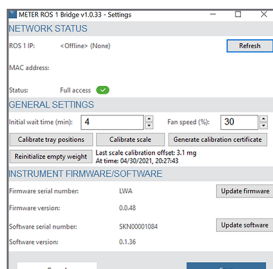 METER ROS 1 Bridge v1.0.33 - Settings
NETWORK STATUS
ROS 1 IP: <Offline> (None) Refresh
MAC address:
Status: Full access
GENERAL SETTINGS
Initial wait time (min): 4 Fan speed (%): 30
Calibrate tray positions Calibrate scale Generate calibration certificate
Reinitialize empty weight Last scale calibration offset: 3.1 mg
At time: 04/30/2021, 20:27:43
INSTRUMENT FIRMWARE/SOFTWARE
Firmware serial number: LWA Update firmware
Firmware version: 0.0.48
Software serial number: SKN00001084 Update software
Software version: 0.1.36